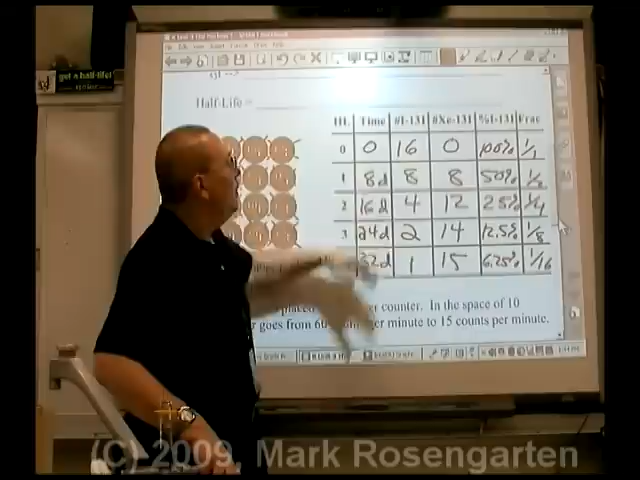 got a half-life?
Half-Life =
HL Time #I-131 #Xe-131 %I-131 Frac
0 0 16 0 100% 1/1
1 8d 8 8 50% 1/2
2 16d 4 12 25% 1/4
3 24d 2 14 12.5% 1/8
32d 1 15 6.25% 1/16
placed counter. In the space of 10
goes from per minute to 15 counts per minute.
(C) 2009, Mark Rosengarten